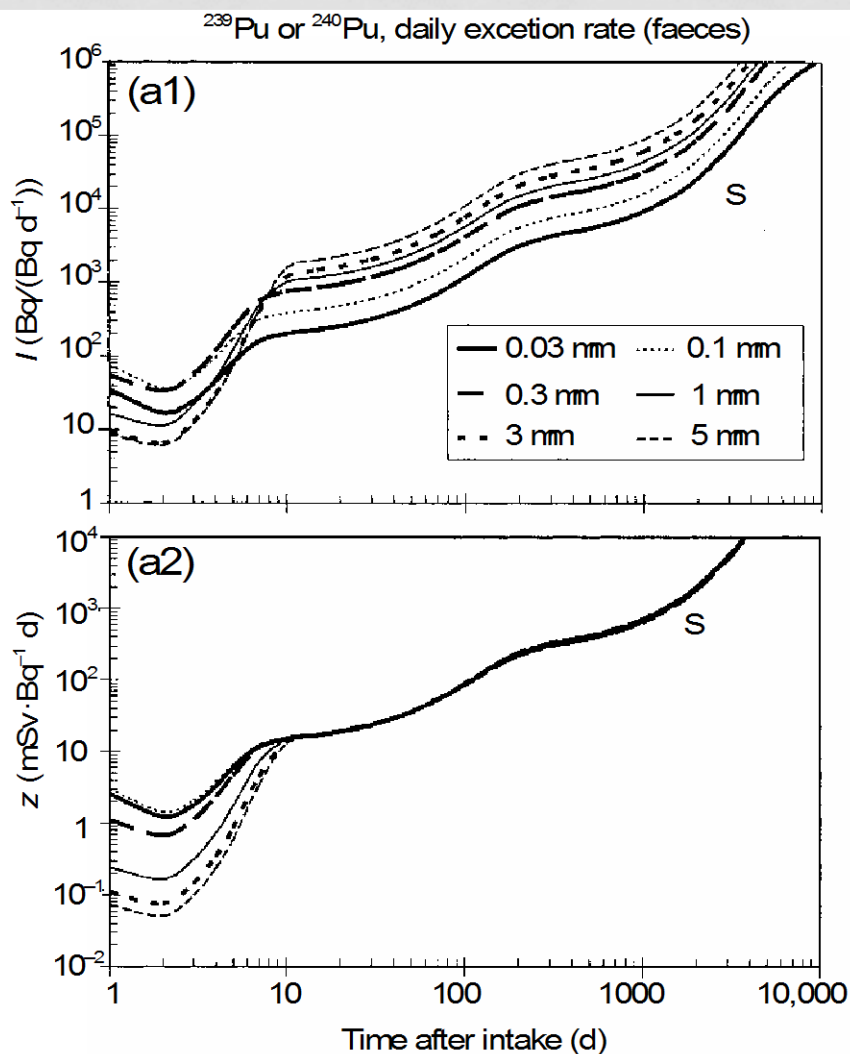 ²³⁹Pu or ²⁴⁰Pu, daily excetion rate (faeces)
(a1)
I (Bq/(Bq d⁻¹))
10⁶
10⁵
10⁴
10³
10²
10
1
S
0.03 mm 0.1 mm
0.3 mm 1 mm
3 mm 5 mm
(a2)
z (mSv·Bq⁻¹ d)
10⁴
10³
10²
10
1
10⁻¹
10⁻²
S
1 10 100 1000 10,000
Time after intake (d)